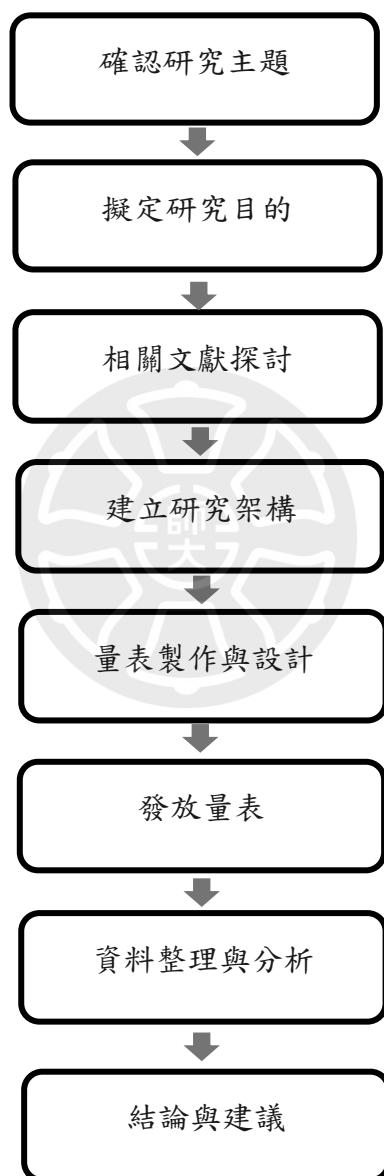 確認研究主題
擬定研究目的
相關文獻探討
建立研究架構
師大
量表製作與設計
發放量表
資料整理與分析
結論與建議